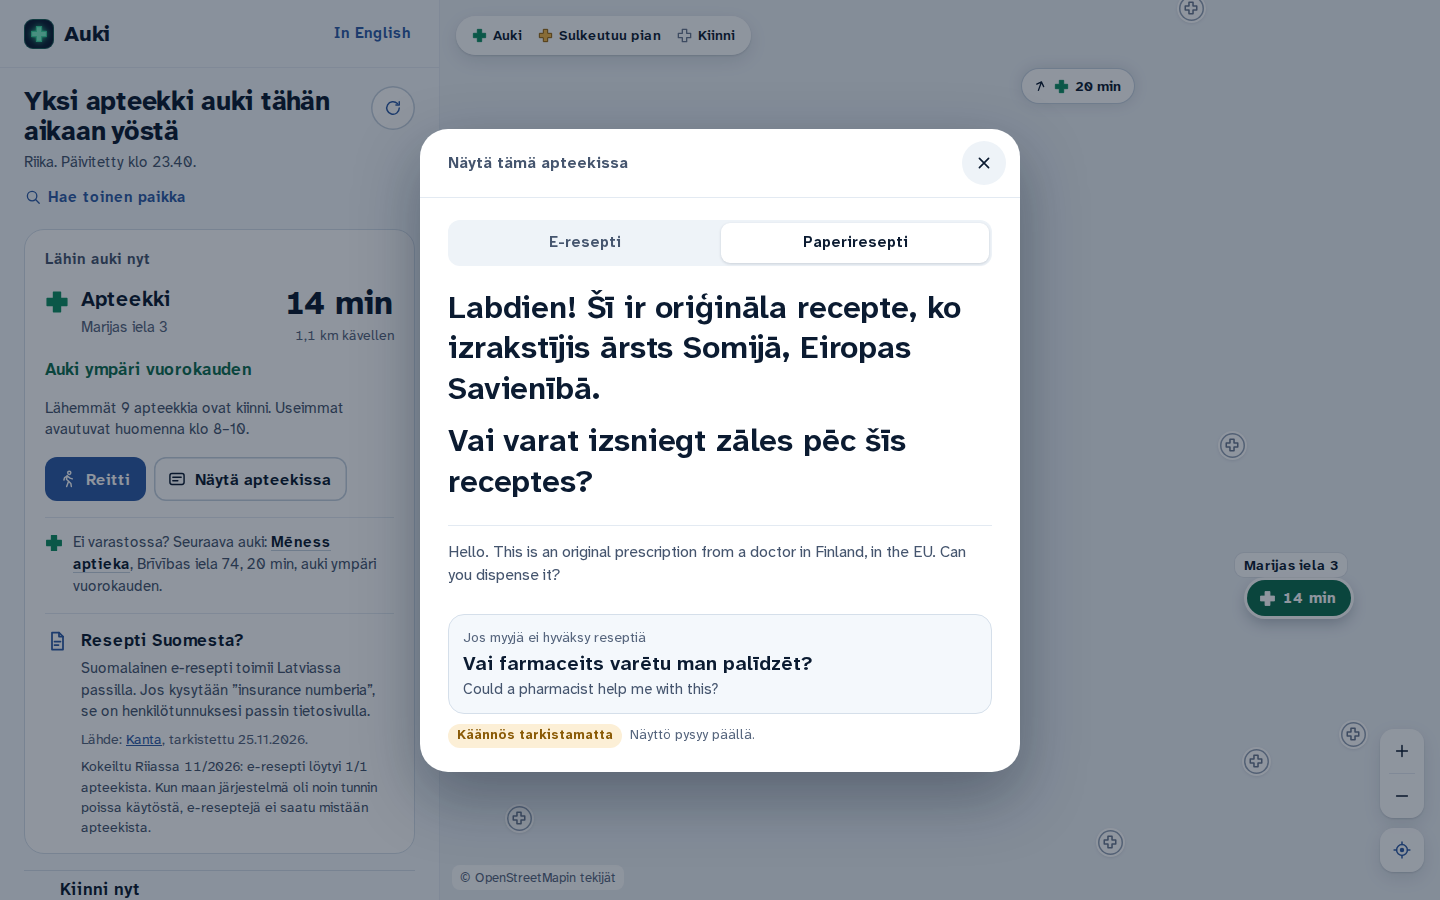 Auki
In English
Yksi apteekki auki tähän
aikaan yöstä
Riika. Päivitetty klo 23.40.
Hae toinen paikka
Lähin auki nyt
Apteekki
14 min
Marijas iela 3
1,1 km kävellen
Auki ympäri vuorokauden
Lähemmät 9 apteekkia ovat kiinni. Useimmat
avautuvat huomenna klo 8–10.
Reitti
Näytä apteekissa
Ei varastossa? Seuraava auki: Mēness
aptieka, Brīvības iela 74, 20 min, auki ympäri
vuorokauden.
Resepti Suomesta?
Suomalainen e-resepti toimii Latviassa
passilla. Jos kysytään ”insurance numberia”,
se on henkilötunnuksesi passin tietosivulla.
Lähde: Kanta, tarkistettu 25.11.2026.
Kokeiltu Riiassa 11/2026: e-resepti löytyi 1/1
apteekista. Kun maan järjestelmä oli noin tunnin
poissa käytöstä, e-reseptejä ei saatu mistään
apteekista.
Kiinni nyt
Auki
Sulkeutuu pian
Kiinni
20 min
Näytä tämä apteekissa
E-resepti
Paperiresepti
Labdien! Šī ir oriģināla recepte, ko
izrakstījis ārsts Somijā, Eiropas
Savienībā.
Vai varat izsniegt zāles pēc šīs
receptes?
Hello. This is an original prescription from a doctor in Finland, in the EU. Can
you dispense it?
Jos myyjä ei hyväksy reseptiä
Vai farmaceits varētu man palīdzēt?
Could a pharmacist help me with this?
Käännös tarkistamatta
Näyttö pysyy päällä.
Marijas iela 3
14 min
© OpenStreetMapin tekijät